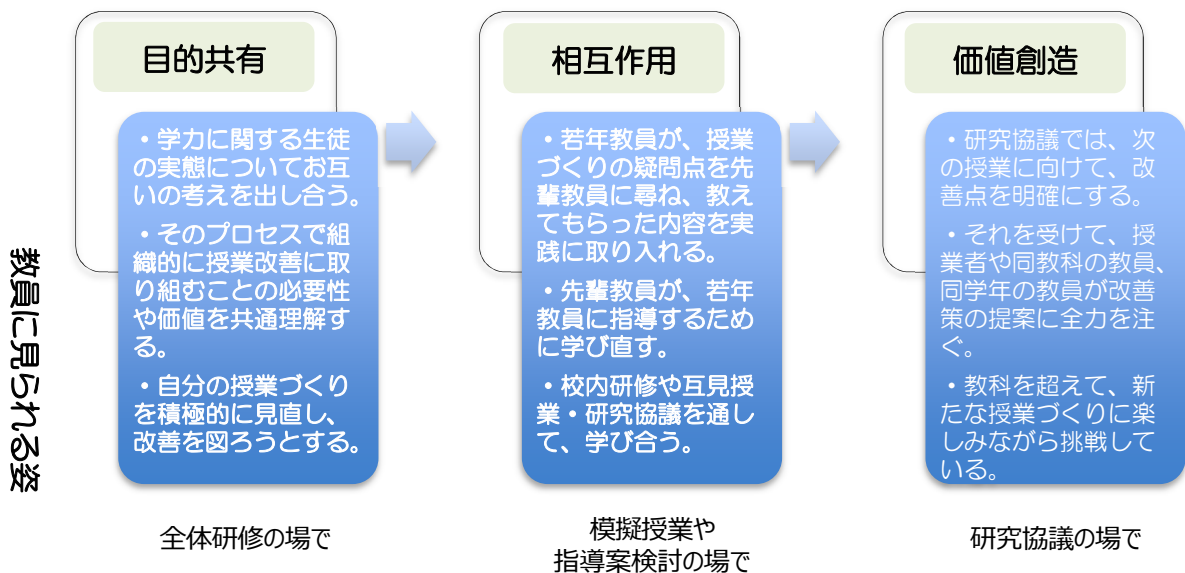 教員に見られる姿
目的共有
・学力に関する生徒
の実態についてお互
いの考えを出し合う。
・そのプロセスで組
織的に授業改善に取
り組むことの必要性
や価値を共通理解す
る。
・自分の授業づくり
を積極的に見直し、
改善を図ろうとする。
全体研修の場で
相互作用
・若年教員が、授業
づくりの疑問点を先
輩教員に尋ね、教え
てもらった内容を実
践に取り入れる。
・先輩教員が、若年
教員に指導するため
に学び直す。
・校内研修や互見授
業・研究協議を通し
て、学び合う。
模擬授業や
指導案検討の場で
価値創造
・研究協議では、次
の授業に向けて、改
善点を明確にする。
・それを受けて、授
業者や同教科の教員、
同学年の教員が改善
策の提案に全力を注
ぐ。
・教科を超えて、新
たな授業づくりに楽
しみながら挑戦して
いる。
研究協議の場で